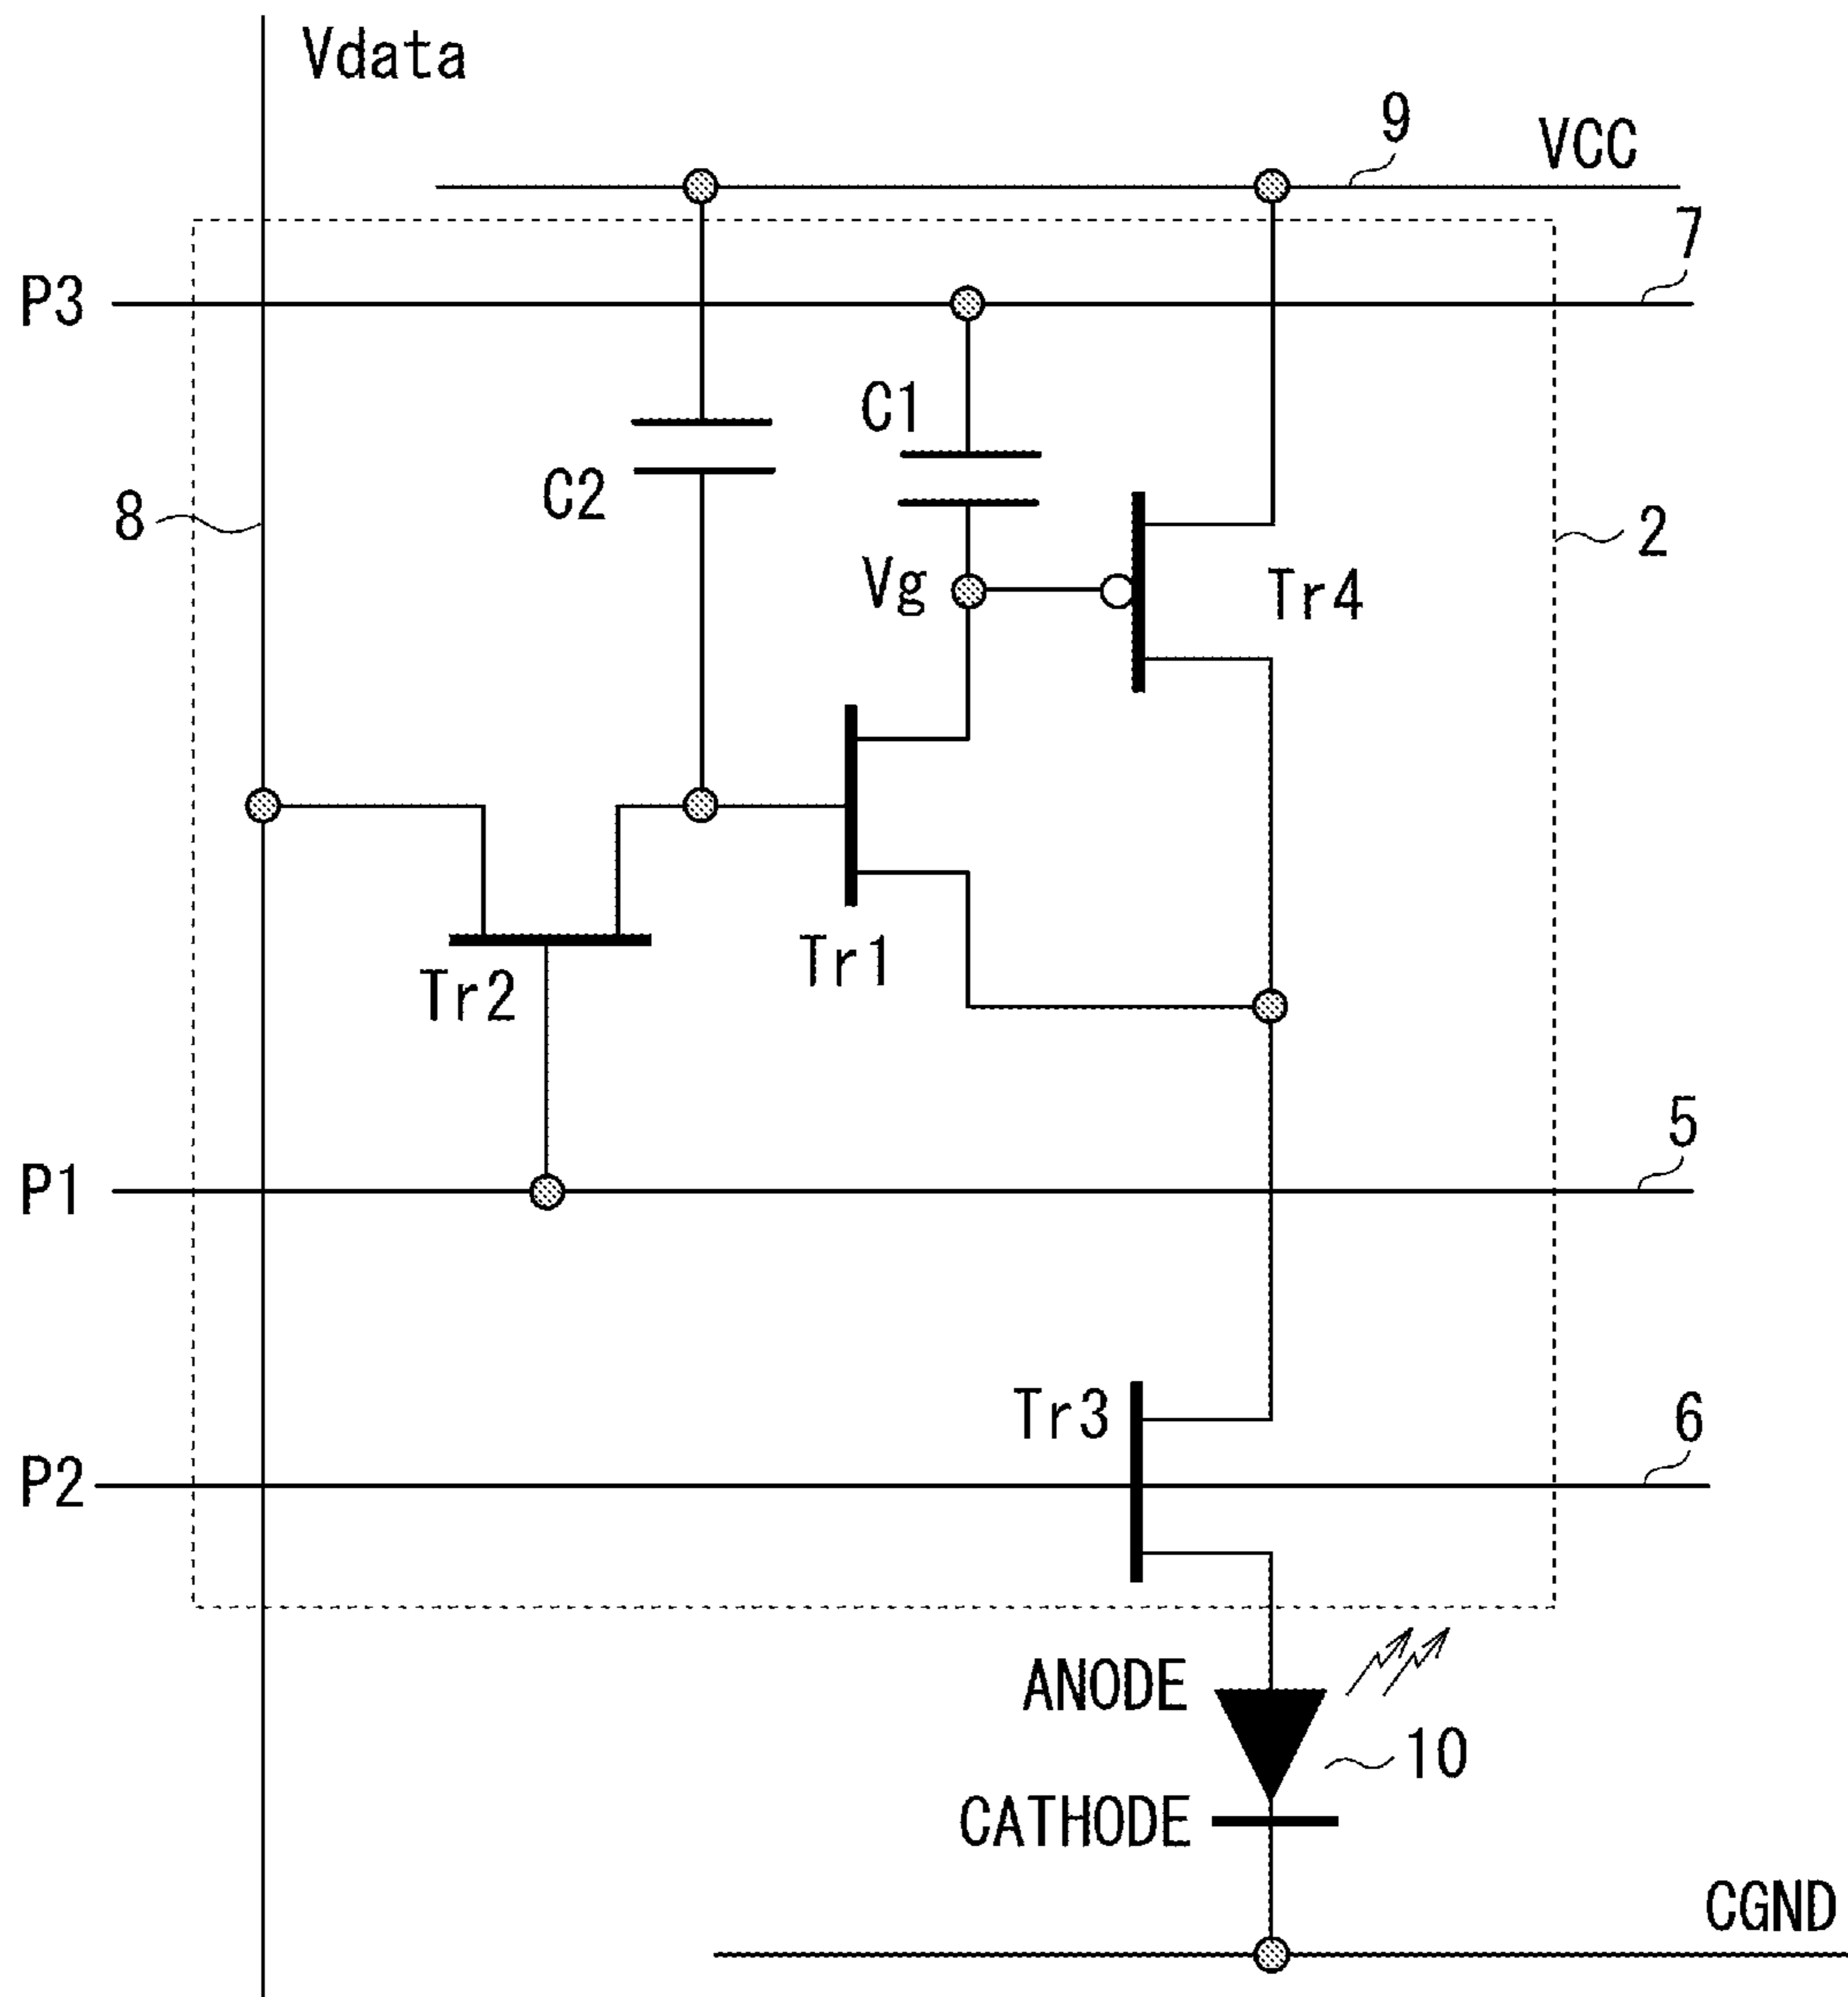 Vdata
9
VCC
7
P3
C1
C2
8
2
Vg
Tr4
Tr1
Tr2
5
P1
Tr3
6
P2
ANODE
10
CATHODE
CGND